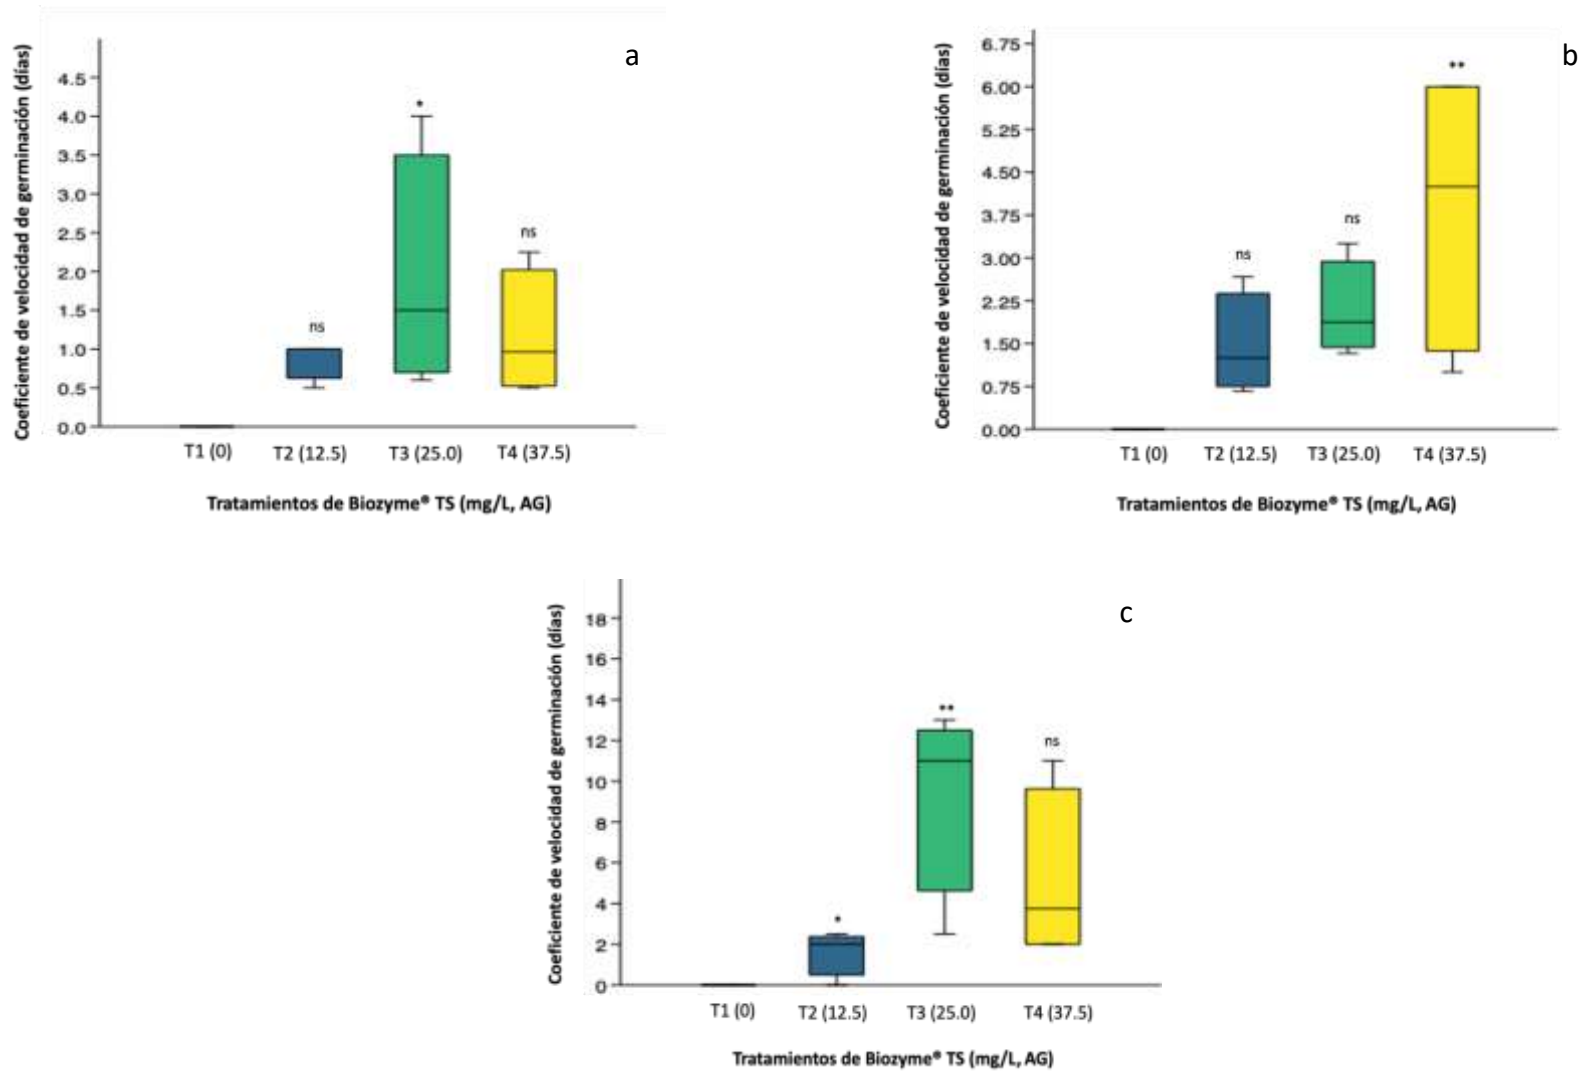 a
Coeficiente de velocidad de germinación (días)
4.5
4.0
3.5
3.0
2.5
2.0
1.5
1.0
0.5
0.0
ns
*
ns
T1 (0) T2 (12.5) T3 (25.0) T4 (37.5)
Tratamientos de Biozyme® TS (mg/L, AG)
b
Coeficiente de velocidad de germinación (días)
6.75
6.00
5.25
4.50
3.75
3.00
2.25
1.50
0.75
0.00
ns
ns
**
T1 (0) T2 (12.5) T3 (25.0) T4 (37.5)
Tratamientos de Biozyme® TS (mg/L, AG)
c
Coeficiente de velocidad de germinación (días)
18
16
14
12
10
8
6
4
2
0
*
**
ns
T1 (0) T2 (12.5) T3 (25.0) T4 (37.5)
Tratamientos de Biozyme® TS (mg/L, AG)